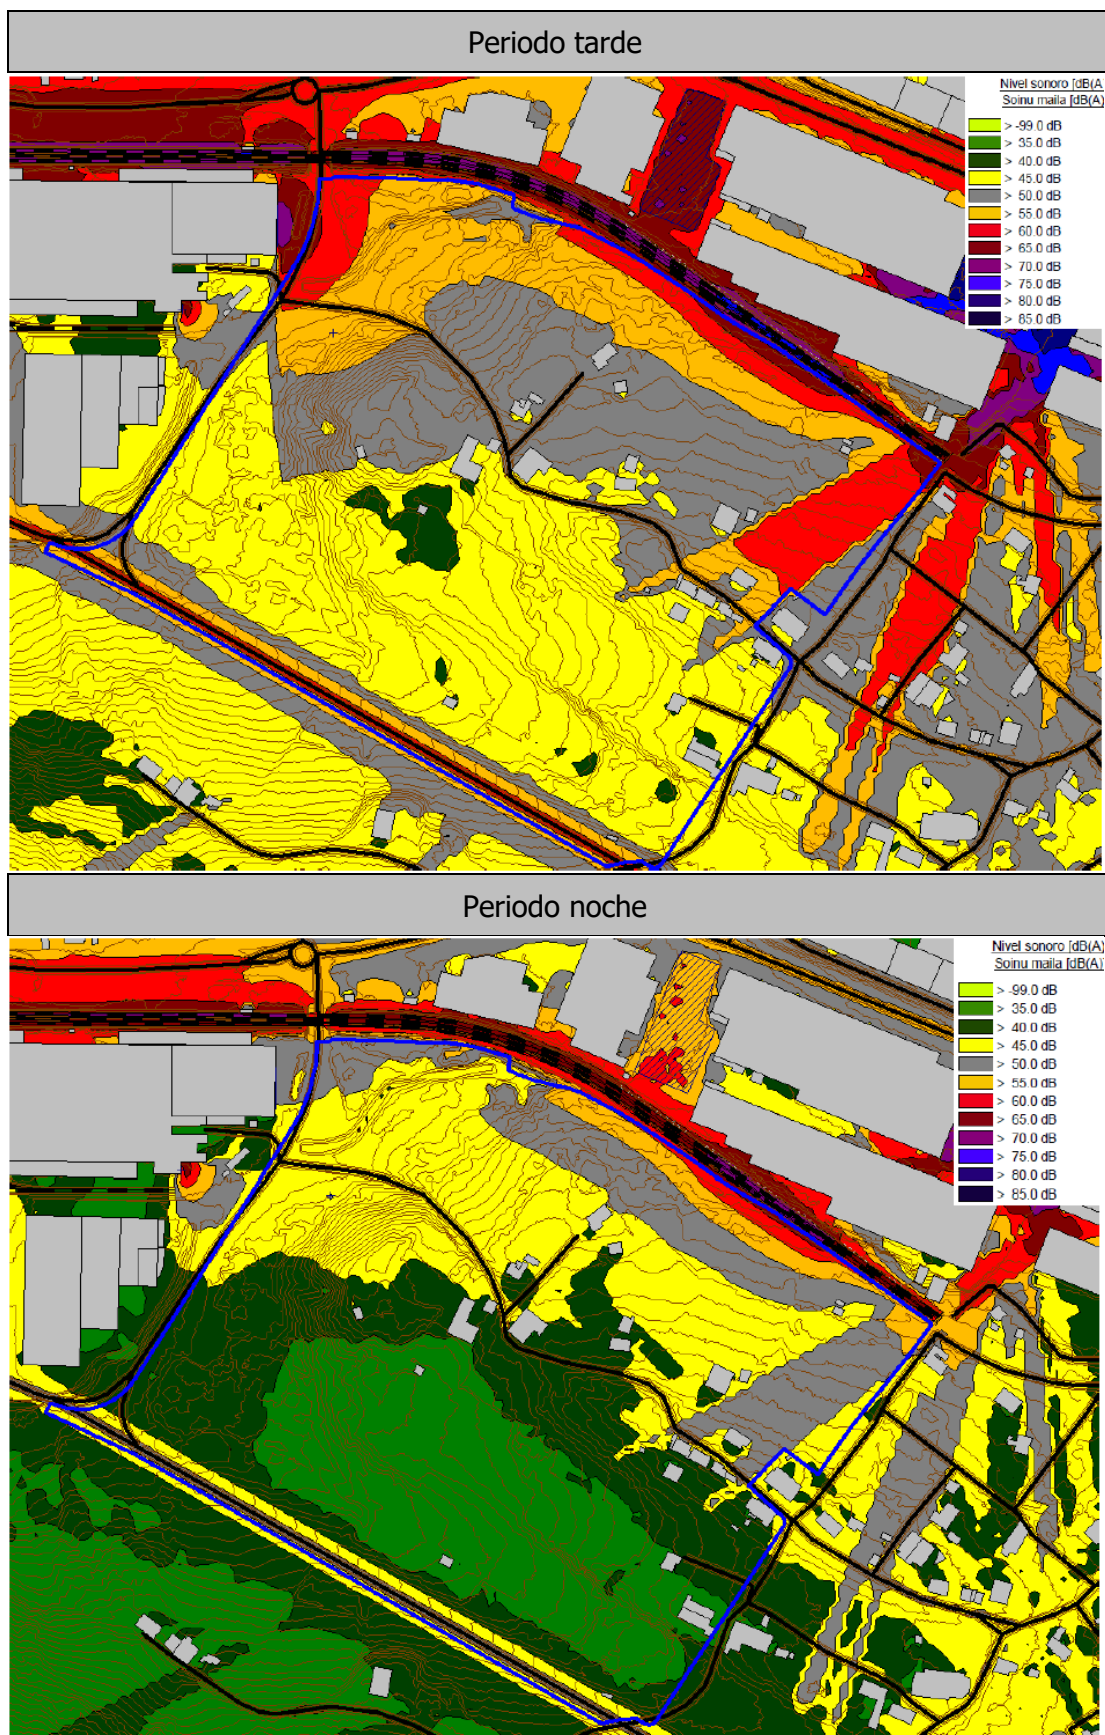 Periodo tarde
Nivel sonoro [dB(A)
Soinu maila [dB(A)]
> -99.0 dB
> 35.0 dB
> 40.0 dB
> 45.0 dB
> 50.0 dB
> 55.0 dB
> 60.0 dB
> 65.0 dB
> 70.0 dB
> 75.0 dB
> 80.0 dB
> 85.0 dB
Periodo noche
Nivel sonoro [dB(A)
Soinu maila [dB(A)
> -99.0 dB
> 35.0 dB
> 40.0 dB
> 45.0 dB
> 50.0 dB
> 55.0 dB
> 60.0 dB
> 65.0 dB
> 70.0 dB
> 75.0 dB
> 80.0 dB
> 85.0 dB